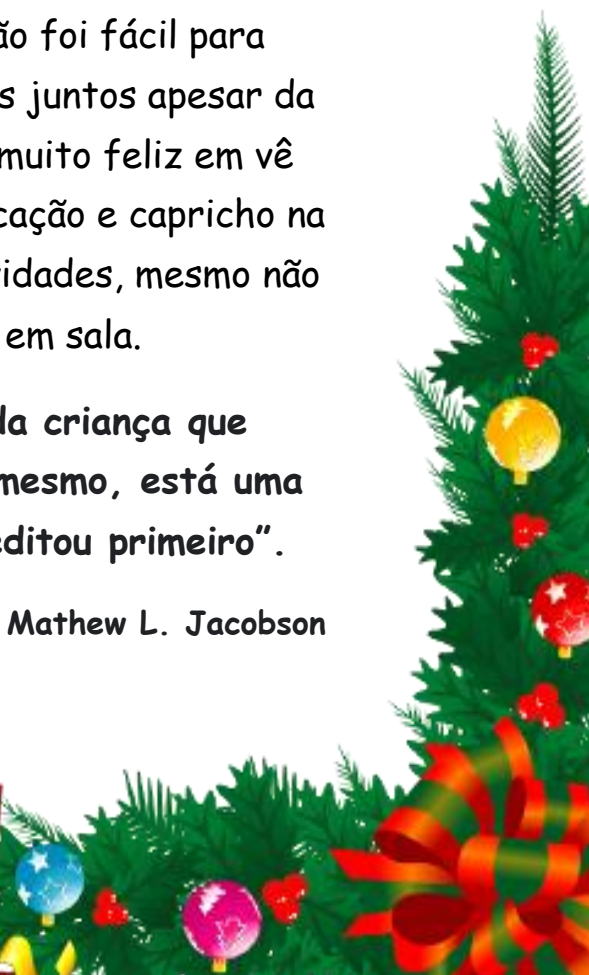 ão foi fácil para
s juntos apesar da
muito feliz em vê
cação e capricho na
idades, mesmo não
em sala.
da criança que
mesmo, está uma
editou primeiro”.
Mathew L. Jacobson